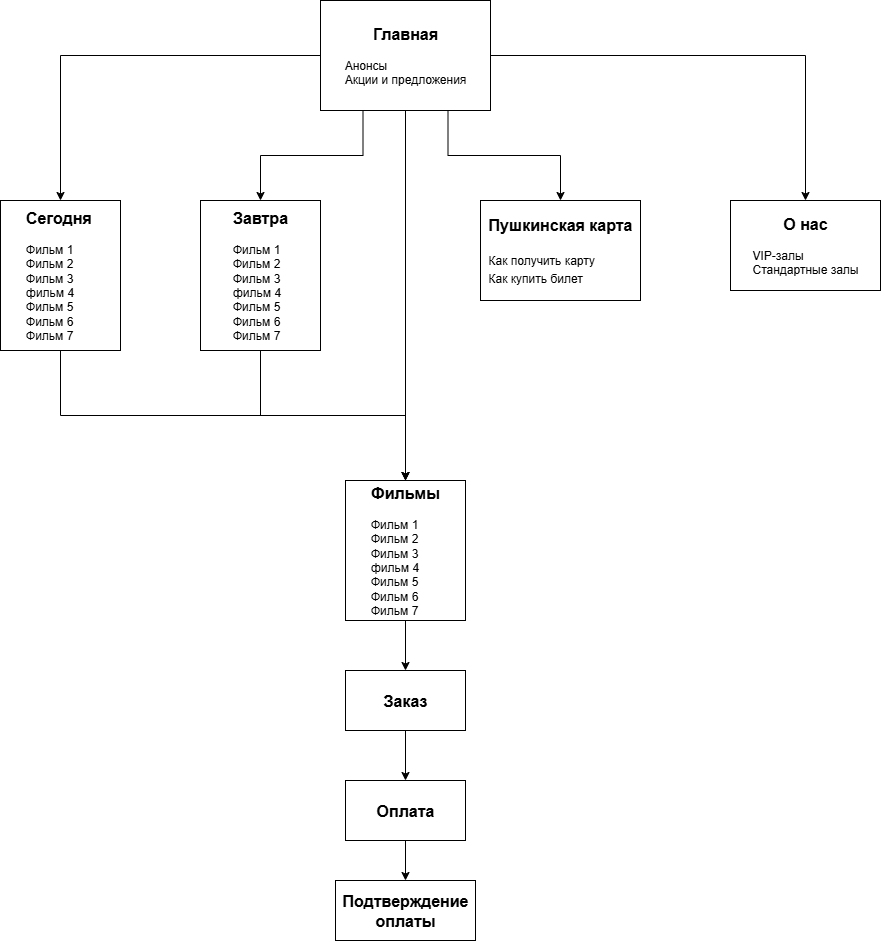 Главная
Анонсы
Акции и предложения
Сегодня
Фильм 1
Фильм 2
Фильм 3
фильм 4
Фильм 5
Фильм 6
Фильм 7
Завтра
Фильм 1
Фильм 2
Фильм 3
фильм 4
Фильм 5
Фильм 6
Фильм 7
Пушкинская карта
Как получить карту
Как купить билет
О нас
VIP-залы
Стандартные залы
Фильмы
Фильм 1
Фильм 2
Фильм 3
фильм 4
Фильм 5
Фильм 6
Фильм 7
Заказ
Оплата
Подтверждение
оплаты